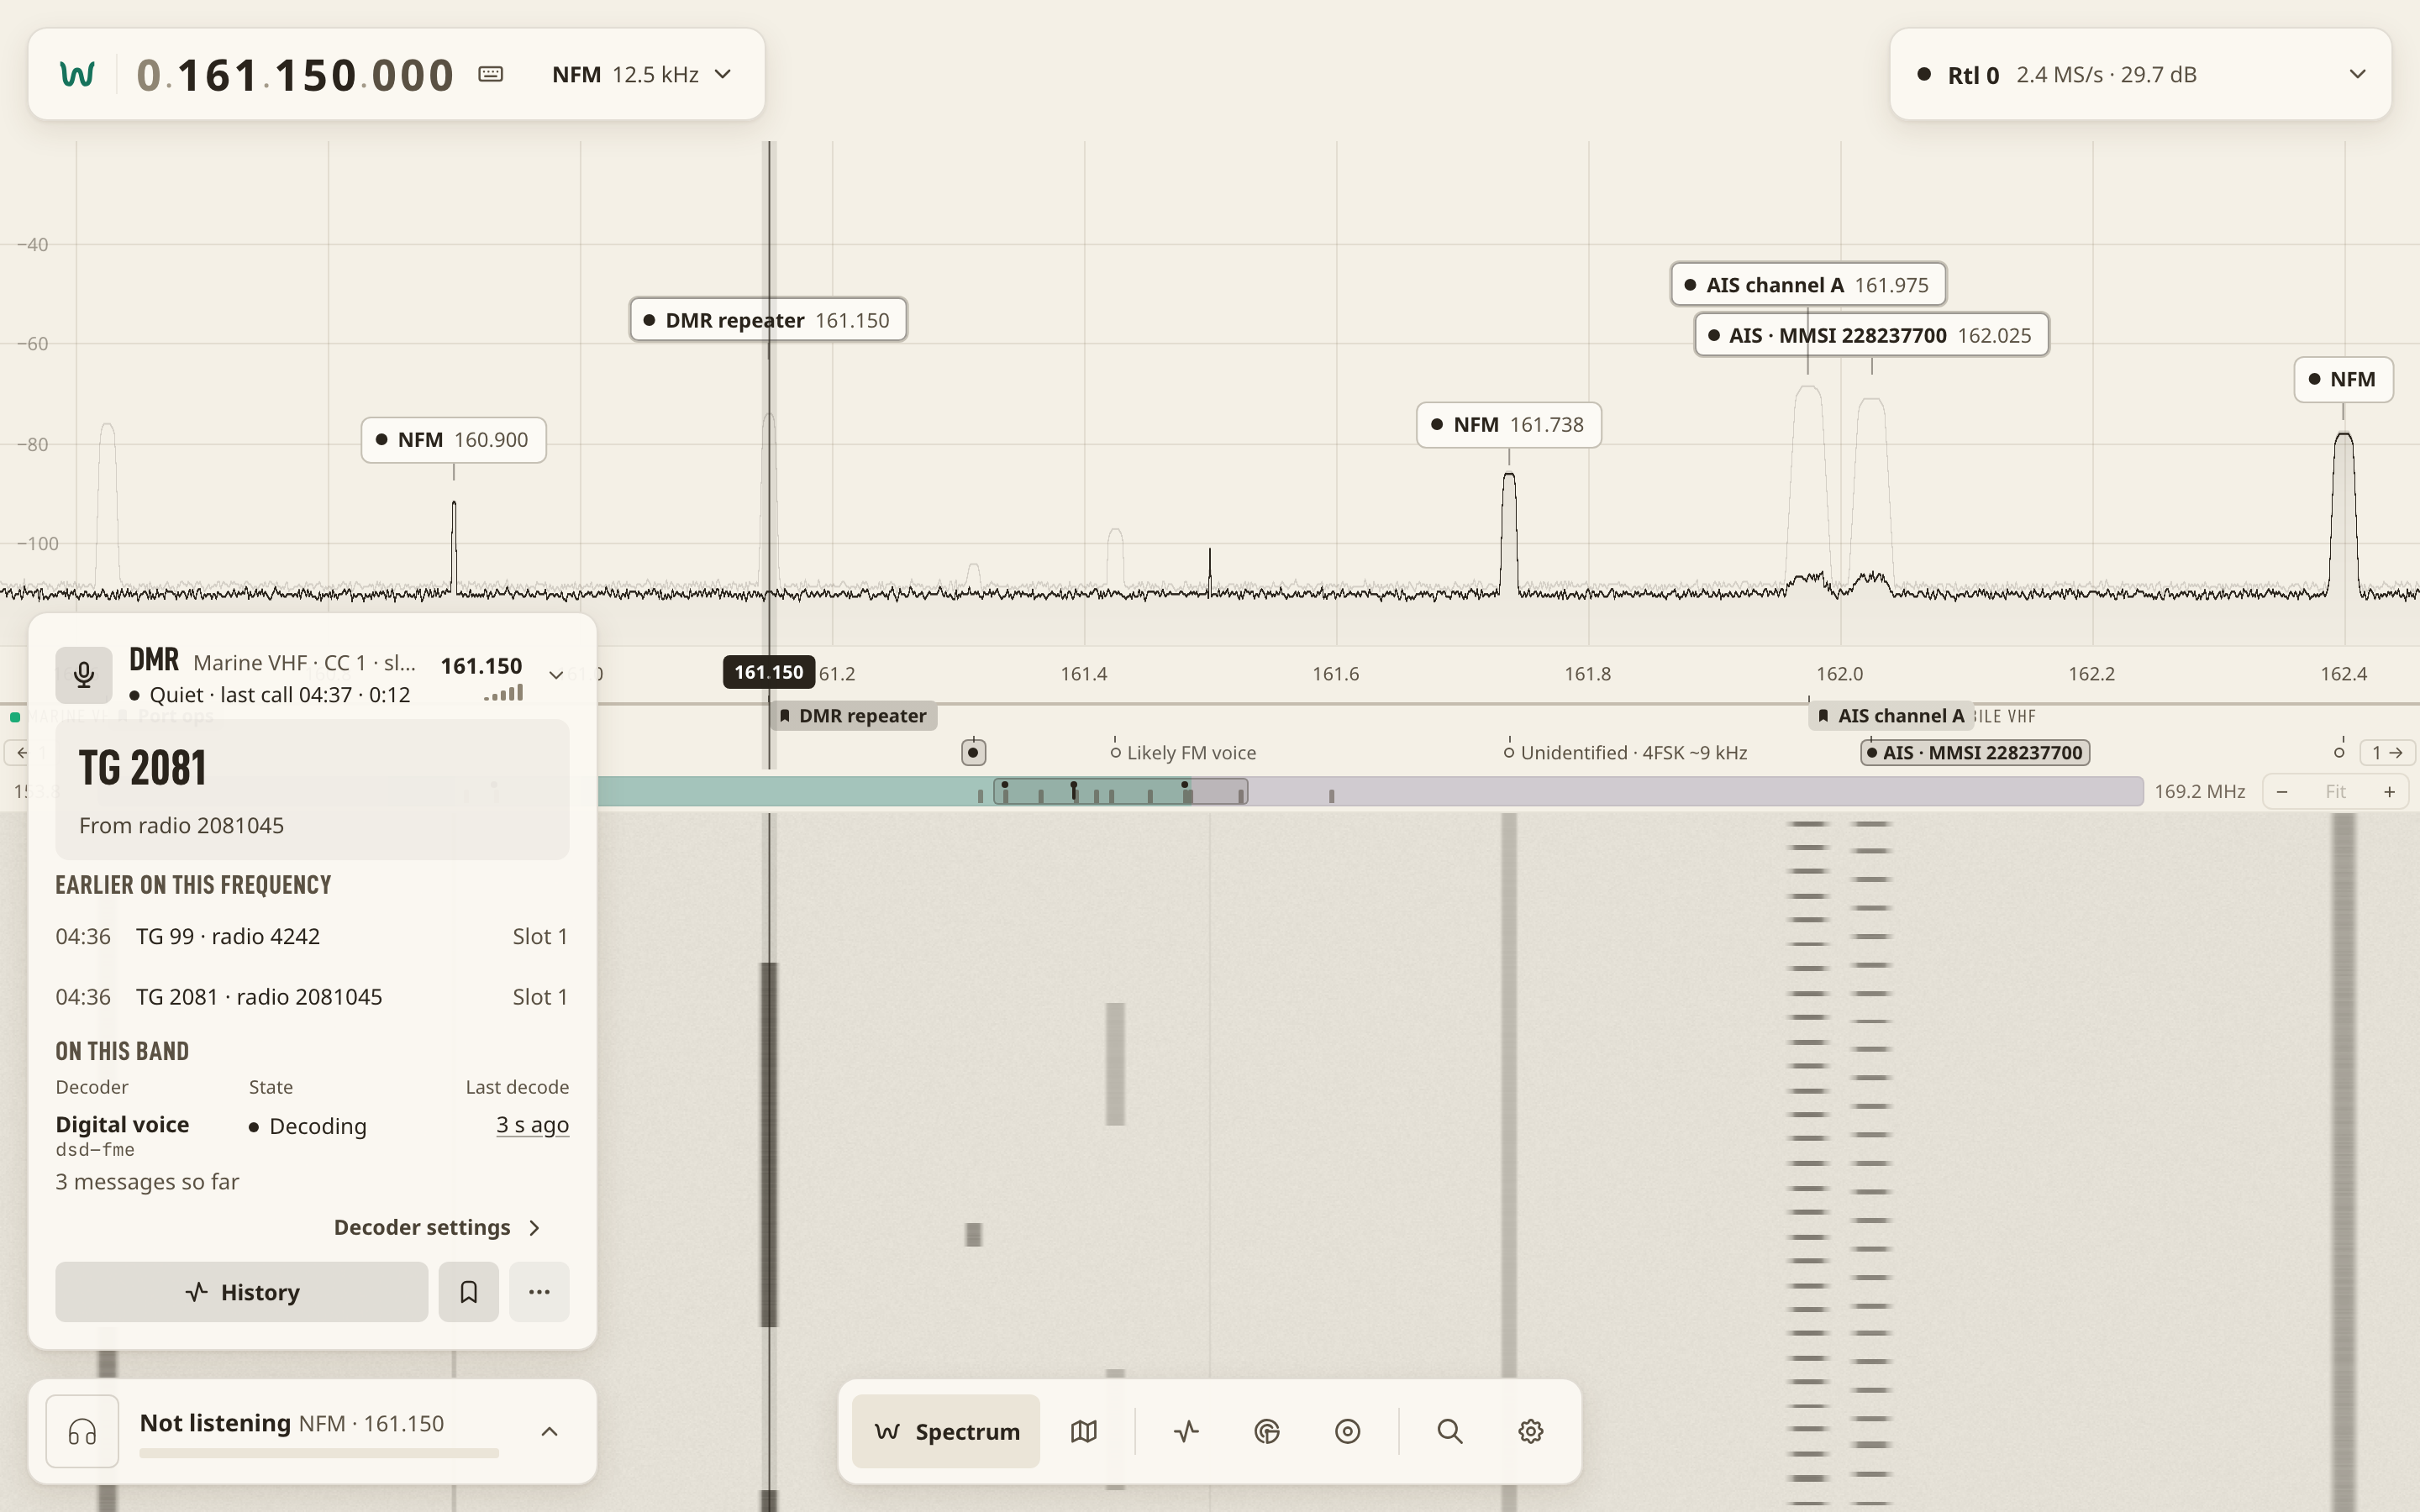 0.161.150.000 NFM 12.5 kHz
Rtl 0 2.4 MS/s · 29.7 dB
−40
AIS channel A 161.975
DMR repeater 161.150
AIS · MMSI 228237700 162.025
−60
NFM
NFM 161.738
NFM 160.900
−80
−100
DMR Marine VHF · CC 1 · sl... 161.150
Quiet · last call 04:37 · 0:12
161.150 61.2 161.4 161.6 161.8 162.0 162.2 162.4
Port ops
DMR repeater
AIS channel A BILE VHF
Likely FM voice
Unidentified · 4FSK ~9 kHz
AIS · MMSI 228237700
1 →
169.2 MHz
− Fit +
TG 2081
From radio 2081045
EARLIER ON THIS FREQUENCY
04:36 TG 99 · radio 4242 Slot 1
04:36 TG 2081 · radio 2081045 Slot 1
ON THIS BAND
Decoder State Last decode
Digital voice Decoding 3 s ago
dsd-fme
3 messages so far
Decoder settings
History
Not listening NFM · 161.150
Spectrum